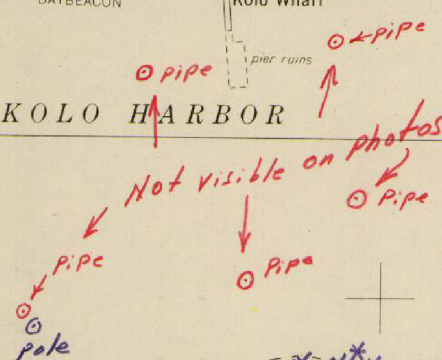 DAYBEACON
Kolo Wharf
pipe
pipe
pier ruins
KOLO HARBOR
Not visible on photos
pipe
pipe
pipe
pole